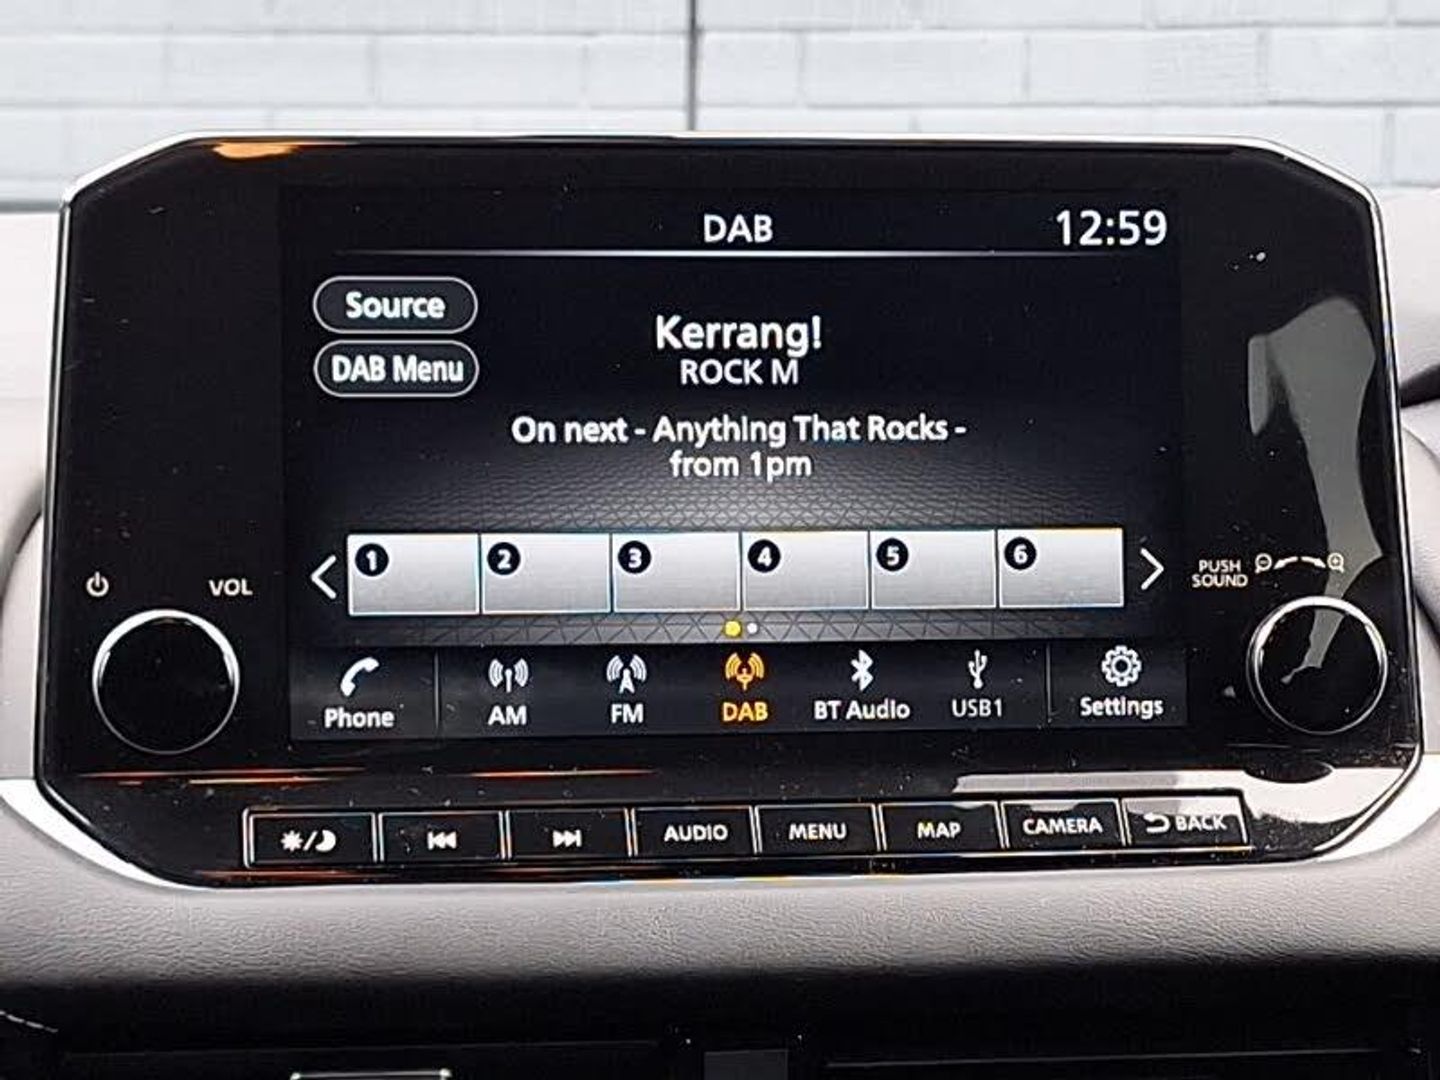 DAB
12:59
Source
Kerrang!
DAB Menu
ROCK M
On next - Anything That Rocks -
from 1pm
1 2 3 4 5 6
VOL
PUSH
SOUND
Phone AM FM DAB BT Audio USB1 Settings
AUDIO MENU MAP CAMERA BACK